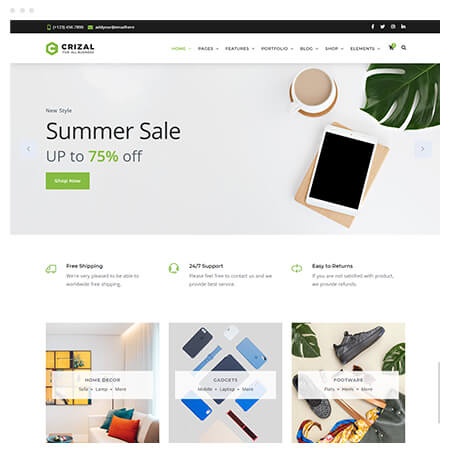 (+123) 456 7890 addyour@emailhere
CRIZAL
FOR ALL BUSINESS
HOME PAGES FEATURES PORTFOLIO BLOG SHOP ELEMENTS
New Style
Summer Sale
UP to 75% off
Shop Now
Free Shipping
We're very pleased to be able to
worldwide free shipping.
24/7 Support
Please feel free to contact us and we
provide best service.
Easy to Returns
If you are not satisfied with product,
we provide refunds.
HOME DECOR
Sofa • Lamp • More
GADGETS
Mobile • Laptop • More
FOOTWARE
Flats • Heels • More